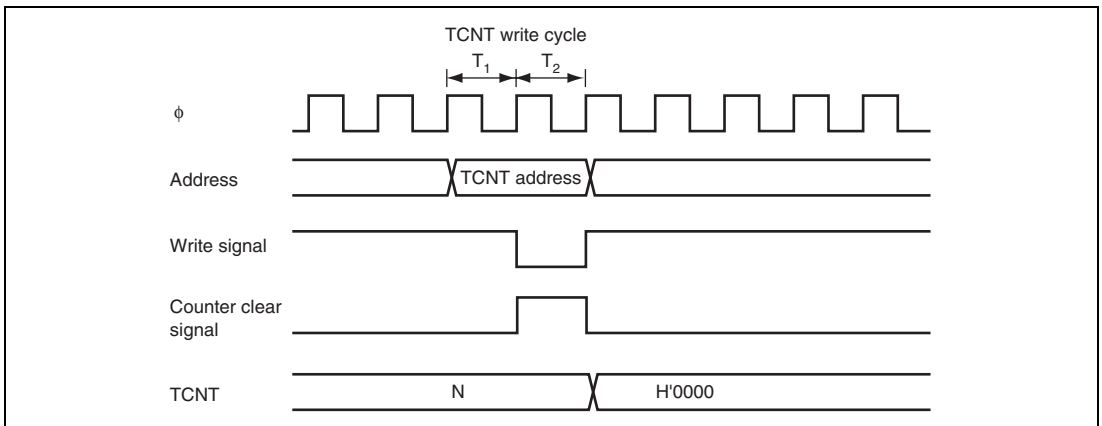 TCNT write cycle
T1 T2
ϕ
Address
TCNT address
Write signal
Counter clear
signal
TCNT
N
H'0000